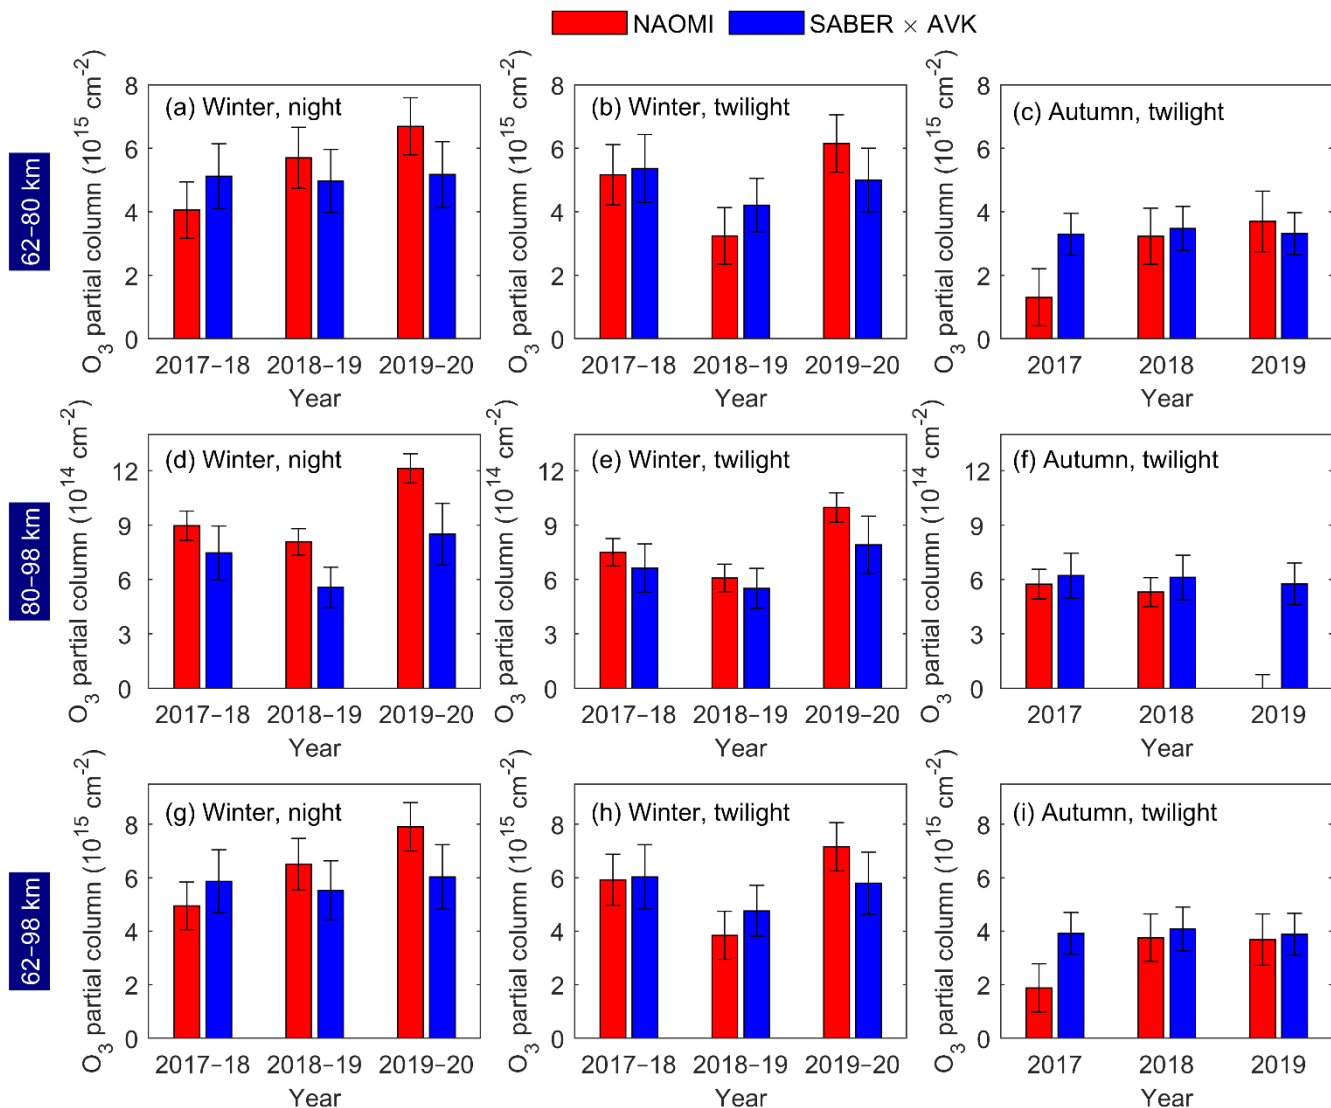 NAOMI SABER × AVK
62−80 km
O3 partial column (10^15 cm^-2)
8
6
4
2
0
(a) Winter, night
2017−18 2018−19 2019−20
Year
O3 partial column (10^15 cm^-2)
8
6
4
2
0
(b) Winter, twilight
2017−18 2018−19 2019−20
Year
O3 partial column (10^15 cm^-2)
8
6
4
2
0
(c) Autumn, twilight
2017 2018 2019
Year
80−98 km
O3 partial column (10^14 cm^-2)
12
9
6
3
0
(d) Winter, night
2017−18 2018−19 2019−20
Year
O3 partial column (10^14 cm^-2)
12
9
6
3
0
(e) Winter, twilight
2017−18 2018−19 2019−20
Year
O3 partial column (10^14 cm^-2)
12
9
6
3
0
(f) Autumn, twilight
2017 2018 2019
Year
62−98 km
O3 partial column (10^15 cm^-2)
8
6
4
2
0
(g) Winter, night
2017−18 2018−19 2019−20
Year
O3 partial column (10^15 cm^-2)
8
6
4
2
0
(h) Winter, twilight
2017−18 2018−19 2019−20
Year
O3 partial column (10^15 cm^-2)
8
6
4
2
0
(i) Autumn, twilight
2017 2018 2019
Year